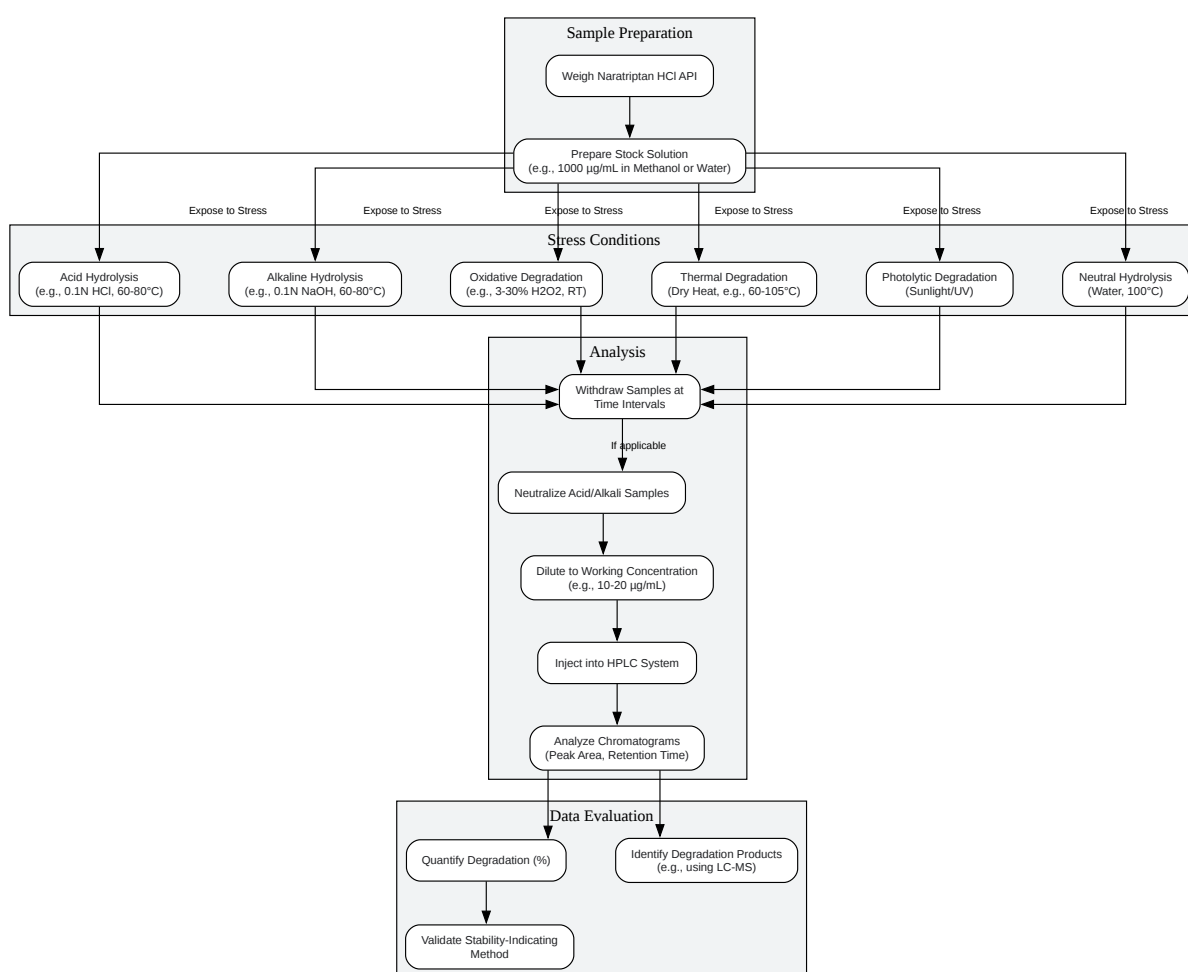 Sample Preparation
Weigh Naratriptan HCl API
Prepare Stock Solution
(e.g., 1000 µg/mL in Methanol or Water)
Expose to Stress
Expose to Stress
Expose to Stress
Expose to Stress
Expose to Stress
Expose to Stress
Stress Conditions
Acid Hydrolysis
(e.g., 0.1N HCl, 60-80°C)
Alkaline Hydrolysis
(e.g., 0.1N NaOH, 60-80°C)
Oxidative Degradation
(e.g., 3-30% H2O2, RT)
Thermal Degradation
(Dry Heat, e.g., 60-105°C)
Photolytic Degradation
(Sunlight/UV)
Neutral Hydrolysis
(Water, 100°C)
Analysis
Withdraw Samples at
Time Intervals
If applicable
Neutralize Acid/Alkali Samples
Dilute to Working Concentration
(e.g., 10-20 µg/mL)
Inject into HPLC System
Analyze Chromatograms
(Peak Area, Retention Time)
Data Evaluation
Quantify Degradation (%)
Identify Degradation Products
(e.g., using LC-MS)
Validate Stability-Indicating
Method